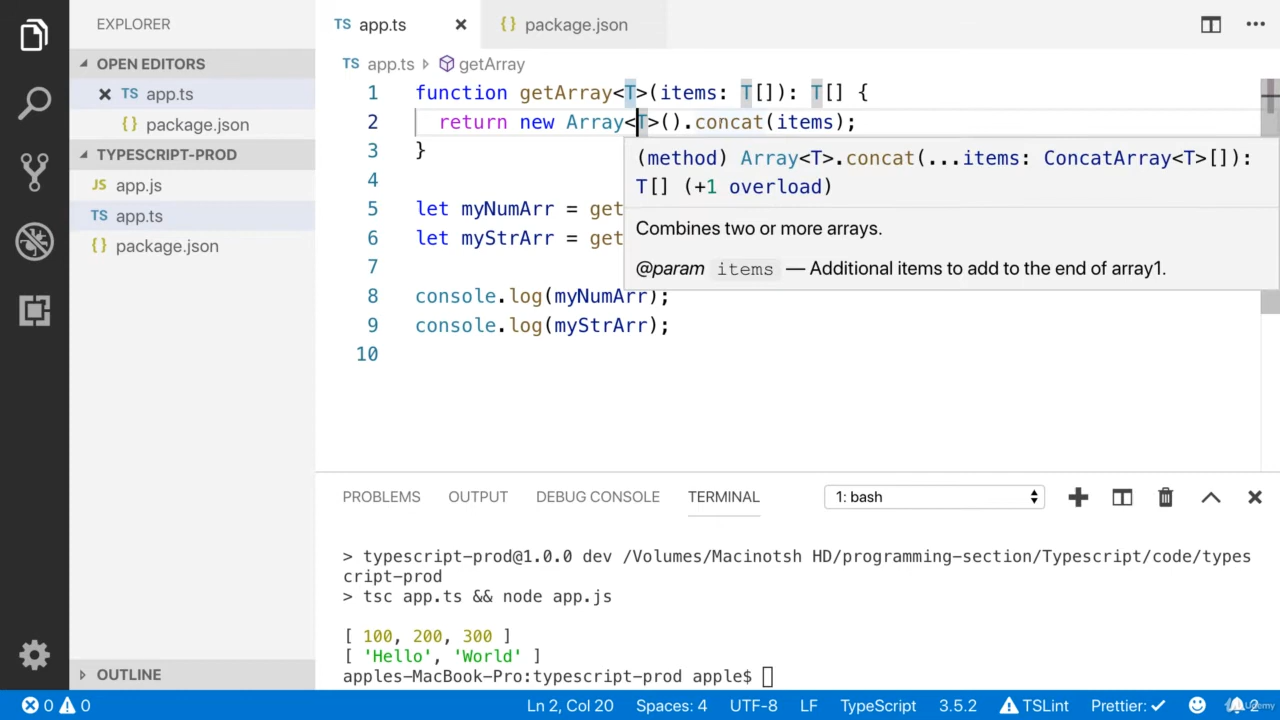 EXPLORER
OPEN EDITORS
TS app.ts
{} package.json
TYPESCRIPT-PROD
JS app.js
TS app.ts
{} package.json
OUTLINE
TS app.ts
{} package.json
TS app.ts getArray
1 function getArray<T>(items: T[]): T[] {
2 return new Array<T>().concat(items);
3 }
4
5 let myNumArr = get
6 let myStrArr = get
7
8 console.log(myNumArr);
9 console.log(myStrArr);
10
(method) Array<T>.concat(...items: ConcatArray<T>[]):
T[] (+1 overload)
Combines two or more arrays.
@param items — Additional items to add to the end of array1.
PROBLEMS OUTPUT DEBUG CONSOLE TERMINAL 1: bash
> typescript-prod@1.0.0 dev /Volumes/Macinotsh HD/programming-section/Typescript/code/types
cript-prod
> tsc app.ts && node app.js
[ 100, 200, 300 ]
[ 'Hello', 'World' ]
apples-MacBook-Pro:typescript-prod apple$
0 0 Ln 2, Col 20 Spaces: 4 UTF-8 LF TypeScript 3.5.2 TSLint Prettier: 2
Udemy